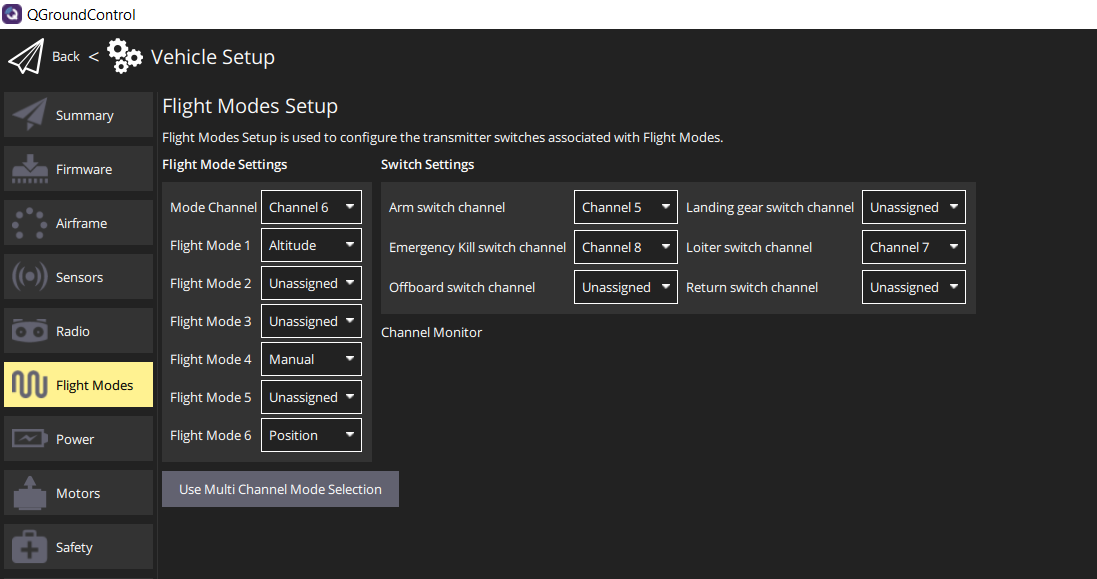 QGroundControl
Back < Vehicle Setup
Summary
Firmware
Airframe
Sensors
Radio
Flight Modes
Power
Motors
Safety
Flight Modes Setup
Flight Modes Setup is used to configure the transmitter switches associated with Flight Modes.
Flight Mode Settings
Mode Channel Channel 6
Flight Mode 1 Altitude
Flight Mode 2 Unassigned
Flight Mode 3 Unassigned
Flight Mode 4 Manual
Flight Mode 5 Unassigned
Flight Mode 6 Position
Use Multi Channel Mode Selection
Switch Settings
Arm switch channel Channel 5 Landing gear switch channel Unassigned
Emergency Kill switch channel Channel 8 Loiter switch channel Channel 7
Offboard switch channel Unassigned Return switch channel Unassigned
Channel Monitor